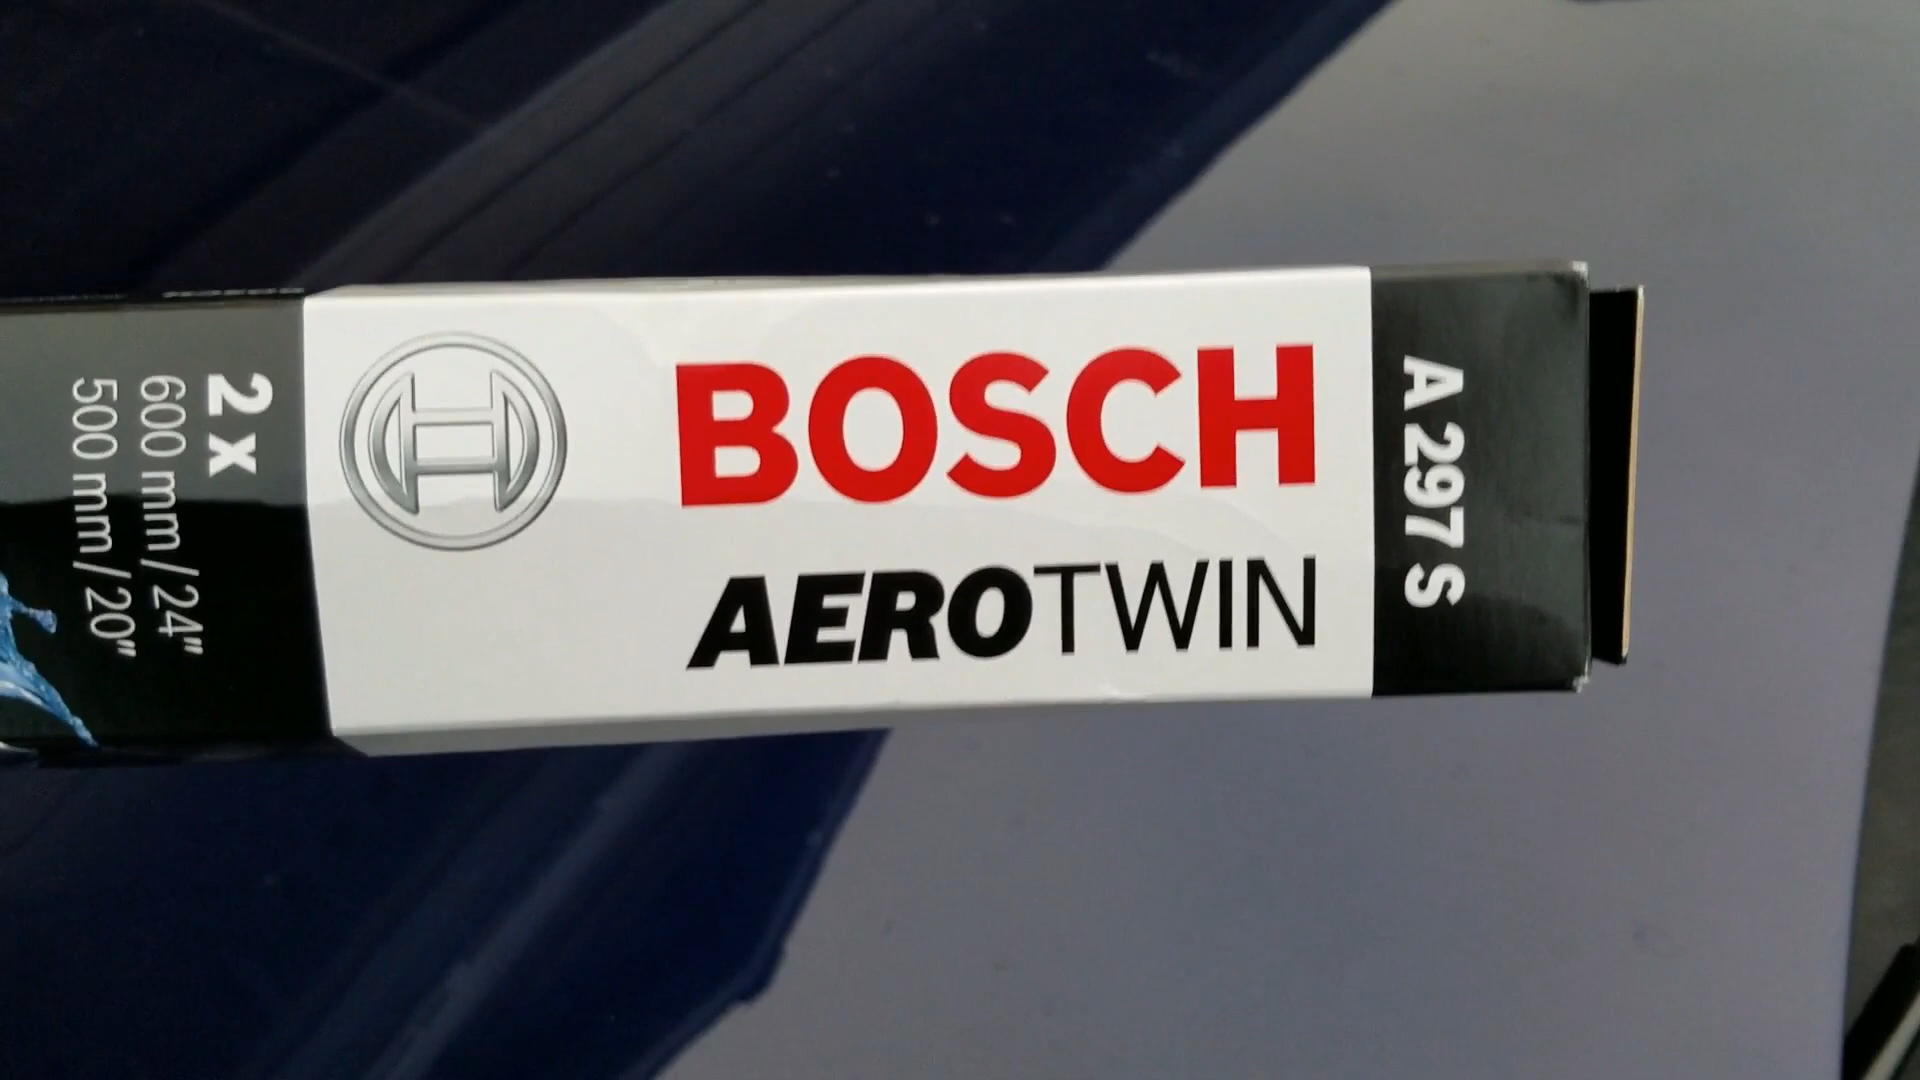 BOSCH
AEROTWIN
A 297 S
2 x
600 mm / 24"
500 mm / 20"